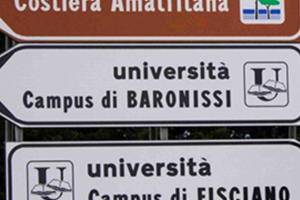 Costiera Amalfitana
università
Campus di BARONISSI
università
Campus di FISCIANO